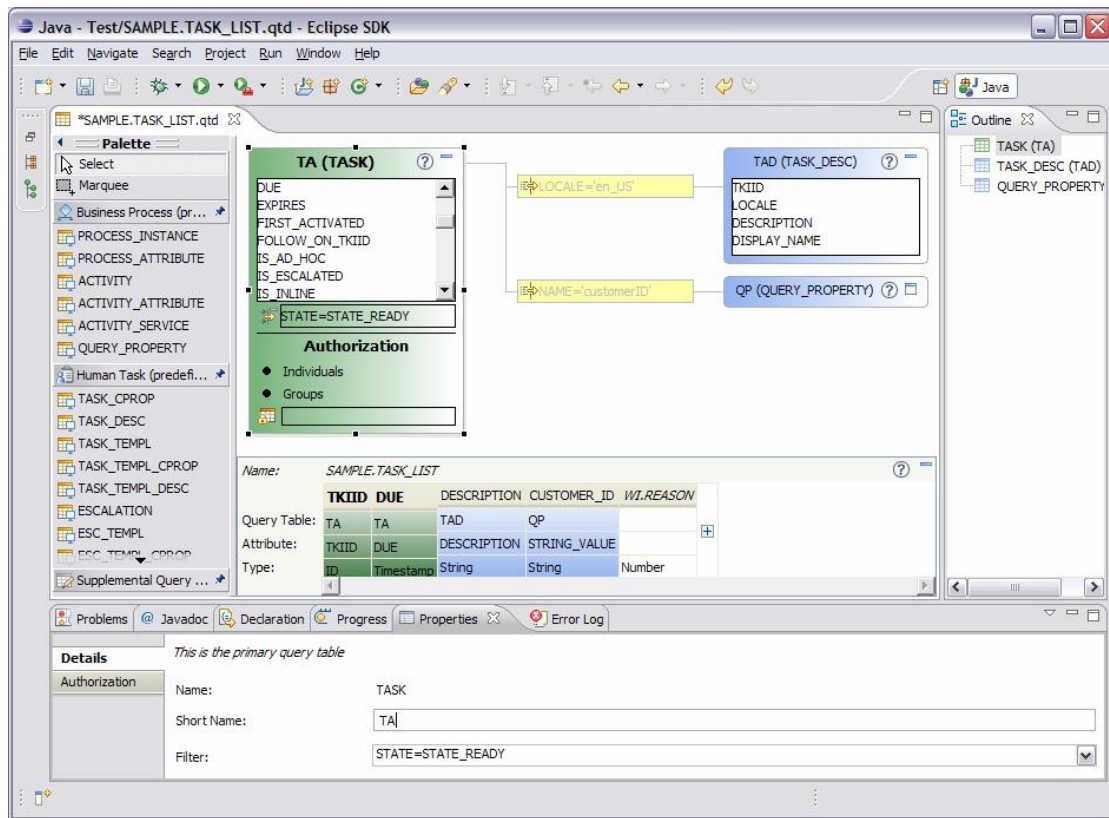 Java - Test/SAMPLE.TASK_LIST.qtd - Eclipse SDK
File Edit Navigate Search Project Run Window Help
Java
*SAMPLE.TASK_LIST.qtd
Palette
Select
Marquee
Business Process (pr...
PROCESS_INSTANCE
PROCESS_ATTRIBUTE
ACTIVITY
ACTIVITY_ATTRIBUTE
ACTIVITY_SERVICE
QUERY_PROPERTY
Human Task (predefi...
TASK_CPROP
TASK_DESC
TASK_TEMPL
TASK_TEMPL_CPROP
TASK_TEMPL_DESC
ESCALATION
ESC_TEMPL
ESC_TEMPL_CPROP
Supplemental Query ...
TA (TASK)
DUE
EXPIRES
FIRST_ACTIVATED
FOLLOW_ON_TKIID
IS_AD_HOC
IS_ESCALATED
IS_INLINE
STATE=STATE_READY
Authorization
Individuals
Groups
LOCALE='en_US'
NAME='customerID'
TAD (TASK_DESC)
TKIID
LOCALE
DESCRIPTION
DISPLAY_NAME
QP (QUERY_PROPERTY)
Name: SAMPLE.TASK_LIST
TKIID DUE DESCRIPTION CUSTOMER_ID WI.REASON
Query Table: TA TA TAD QP
Attribute: TKIID DUE DESCRIPTION STRING_VALUE
Type: ID Timestamp String String Number
Outline
TASK (TA)
TASK_DESC (TAD)
QUERY_PROPERTY
Problems @ Javadoc Declaration Progress Properties Error Log
Details
Authorization
This is the primary query table
Name: TASK
Short Name: TA
Filter: STATE=STATE_READY